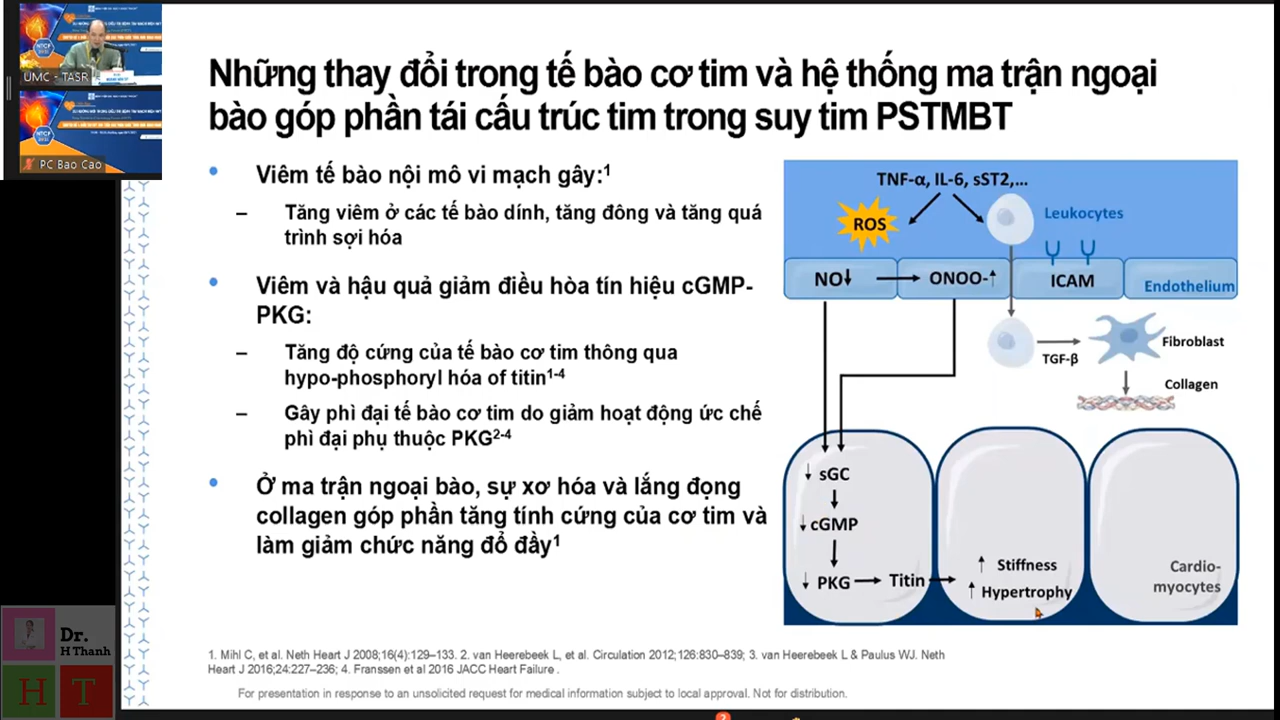 UMC - TASR
PC Bao Cao
Những thay đổi trong tế bào cơ tim và hệ thống ma trận ngoại
bào góp phần tái cấu trúc tim trong suy tim PSTMBT
• Viêm tế bào nội mô vi mạch gây:1
– Tăng viêm ở các tế bào dính, tăng đông và tăng quá
trình sợi hóa
• Viêm và hậu quả giảm điều hòa tín hiệu cGMP-
PKG:
– Tăng độ cứng của tế bào cơ tim thông qua
hypo-phosphoryl hóa of titin1-4
– Gây phì đại tế bào cơ tim do giảm hoạt động ức chế
phì đại phụ thuộc PKG2-4
• Ở ma trận ngoại bào, sự xơ hóa và lắng đọng
collagen góp phần tăng tính cứng của cơ tim và
làm giảm chức năng đổ đầy1
TNF-α, IL-6, sST2,...
ROS
Leukocytes
NO↓
ONOO-↑
ICAM
Endothelium
TGF-β
Fibroblast
Collagen
↓ sGC
↓ cGMP
↓ PKG
Titin
↑ Stiffness
↑ Hypertrophy
Cardio-
myocytes
Dr.
H Thanh
H T
1. Mihl C, et al. Neth Heart J 2008;16(4):129–133. 2. van Heerebeek L, et al. Circulation 2012;126:830–839; 3. van Heerebeek L & Paulus WJ. Neth
Heart J 2016;24:227–236; 4. Franssen et al 2016 JACC Heart Failure .
For presentation in response to an unsolicited request for medical information subject to local approval. Not for distribution.